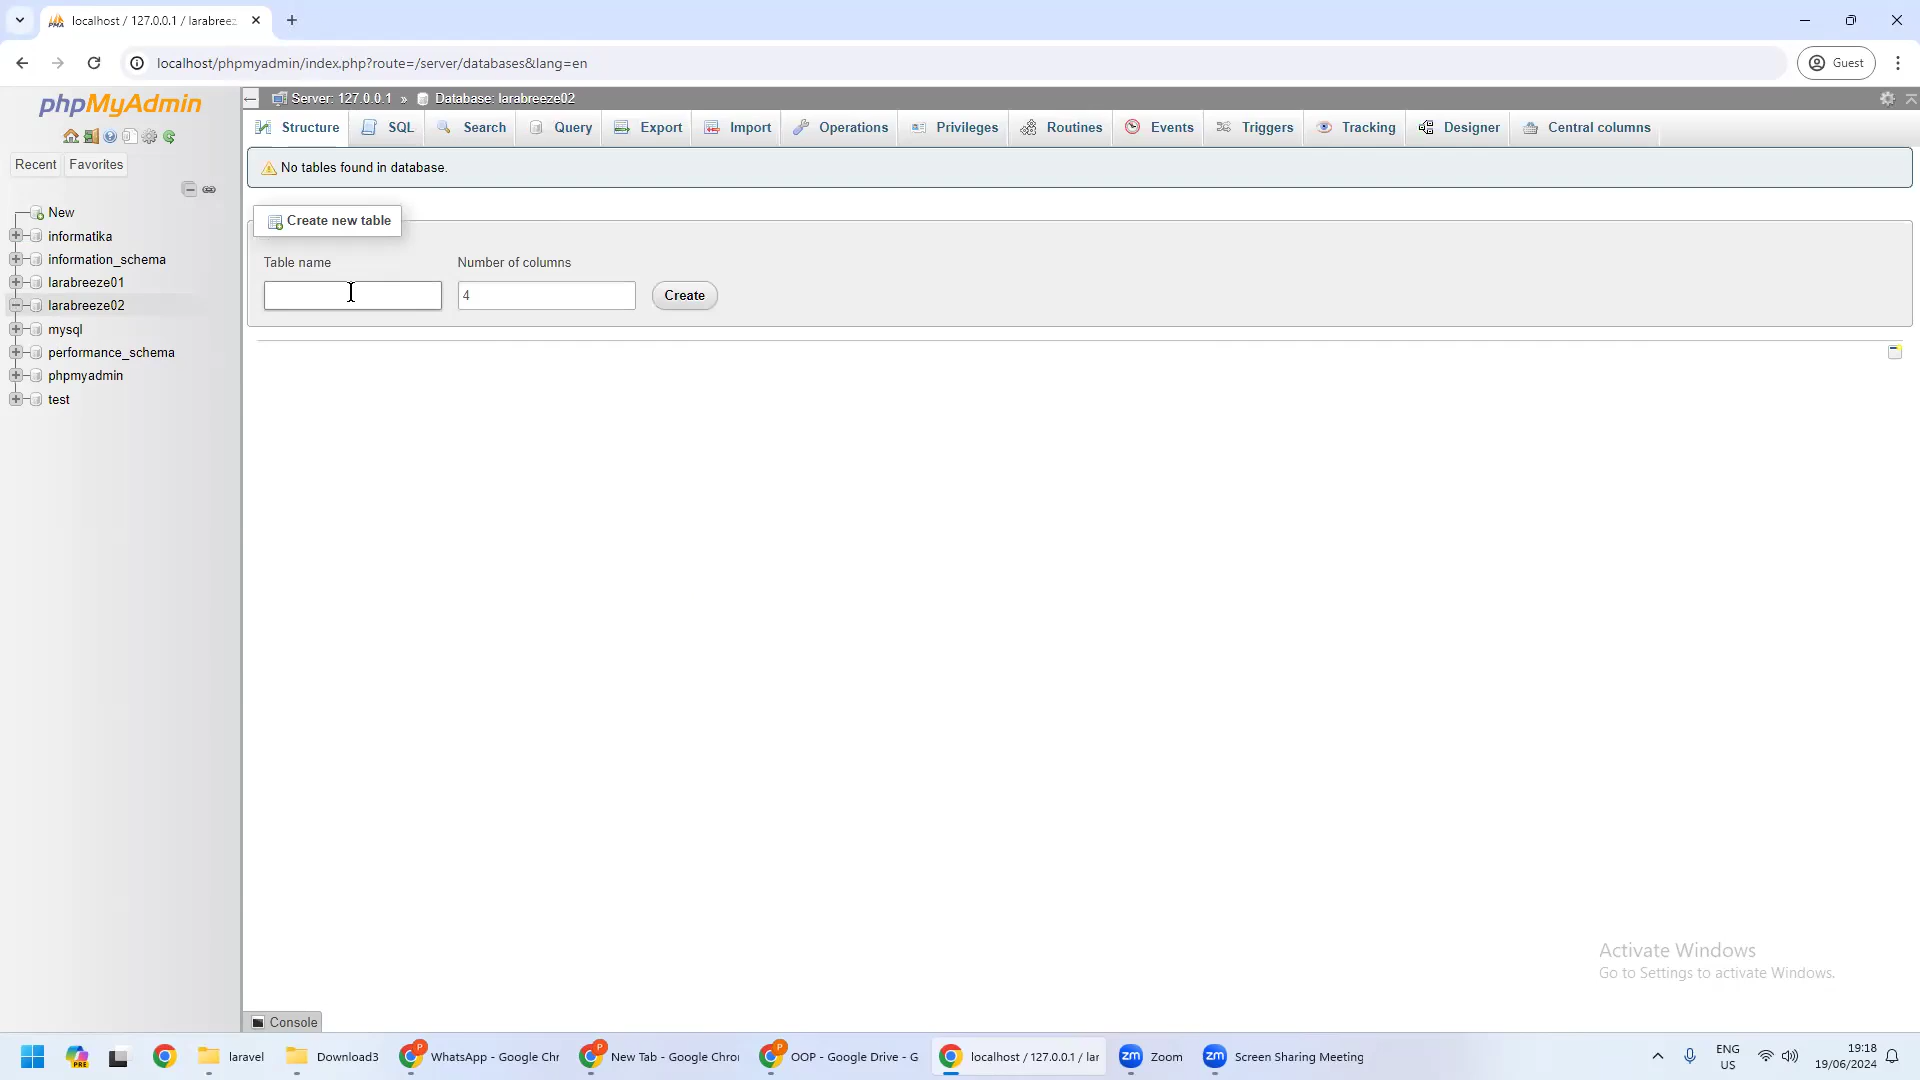 localhost / 127.0.0.1 / larabreez
localhost/phpmyadmin/index.php?route=/server/databases&lang=en
Guest
phpMyAdmin
Recent
Favorites
New
informatika
information_schema
larabreeze01
larabreeze02
mysql
performance_schema
phpmyadmin
test
Server: 127.0.0.1 » Database: larabreeze02
Structure
SQL
Search
Query
Export
Import
Operations
Privileges
Routines
Events
Triggers
Tracking
Designer
Central columns
No tables found in database.
Create new table
Table name
Number of columns
4
Create
Console
Activate Windows
Go to Settings to activate Windows.
PRE
laravel
Download3
P
WhatsApp - Google Chr
P
New Tab - Google Chro
P
OOP - Google Drive - G
localhost / 127.0.0.1 / lar
zm
Zoom
zm
Screen Sharing Meeting
ENG
US
19:18
19/06/2024